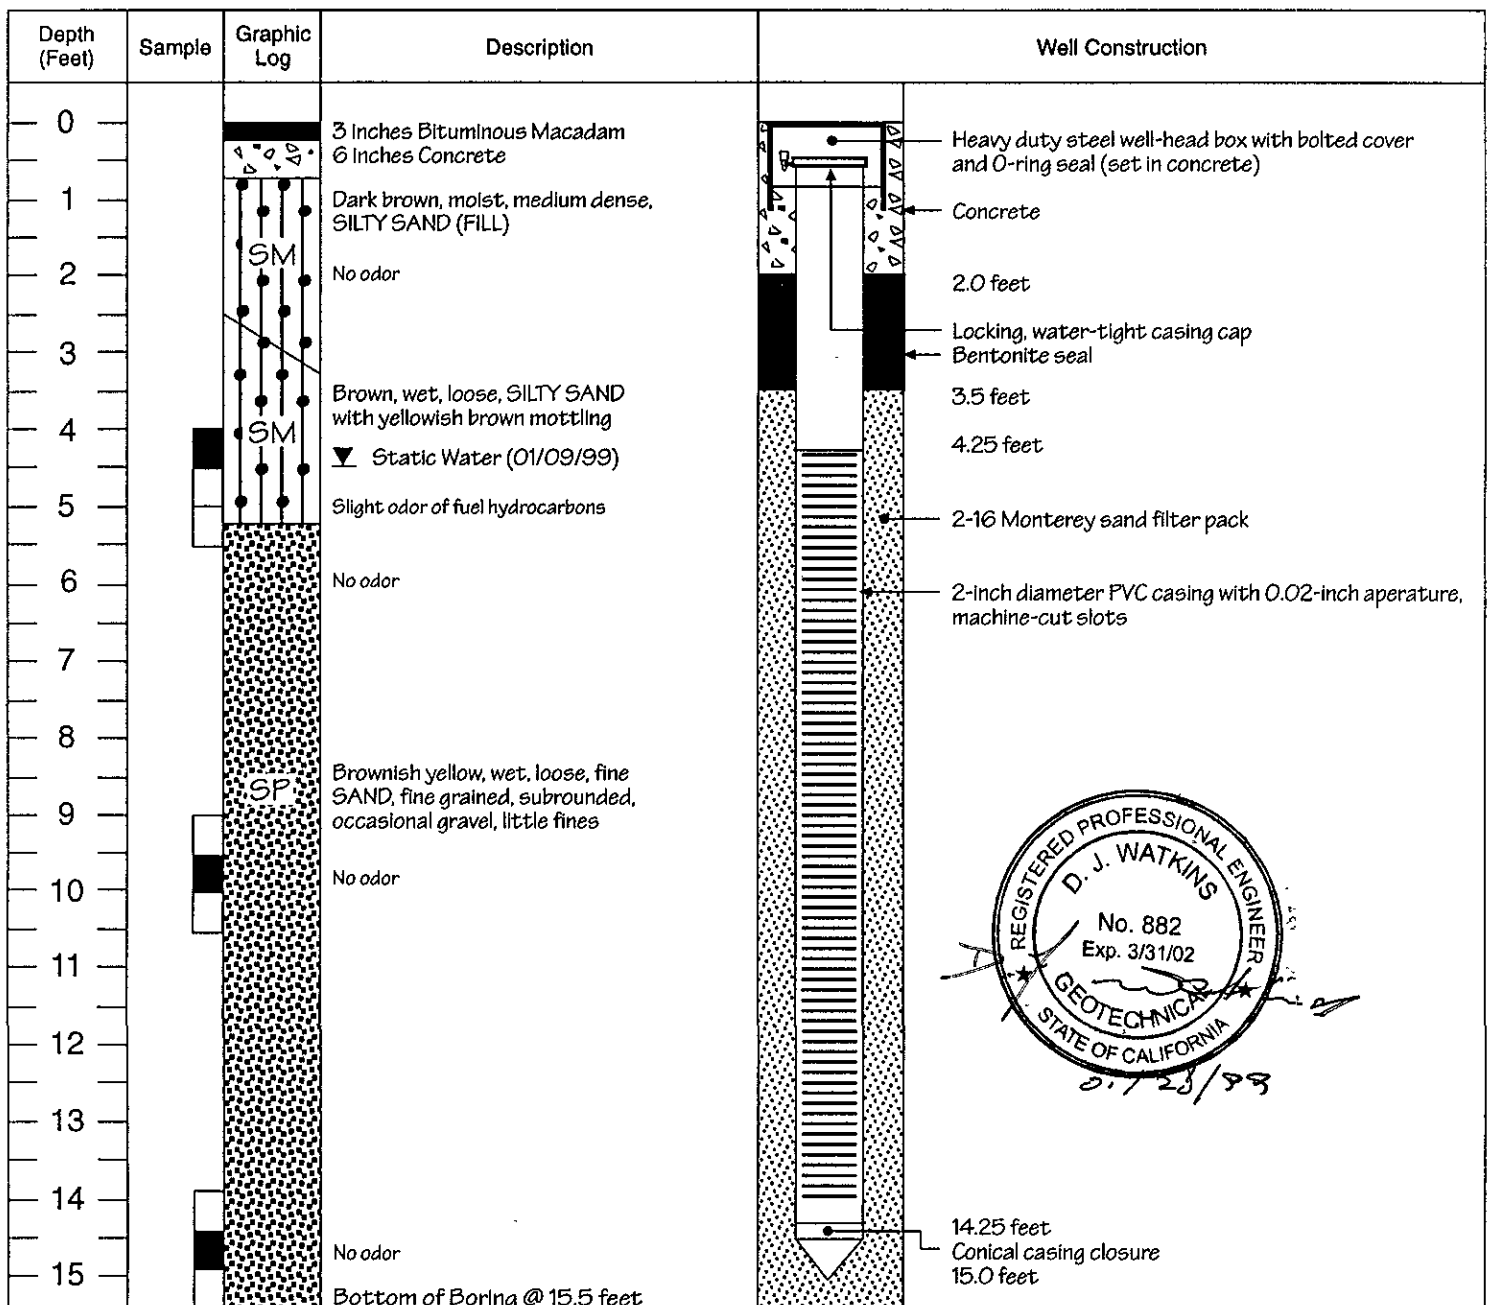 Depth (Feet)
Sample
Graphic Log
Description
Well Construction
0
1
2
3
4
5
6
7
8
9
10
11
12
13
14
15
SM
SM
SP
3 Inches Bituminous Macadam
6 Inches Concrete
Dark brown, moist, medium dense,
SILTY SAND (FILL)
No odor
Brown, wet, loose, SILTY SAND
with yellowish brown mottling
Static Water (01/09/99)
Slight odor of fuel hydrocarbons
No odor
Brownish yellow, wet, loose, fine
SAND, fine grained, subrounded,
occasional gravel, little fines
No odor
No odor
Bottom of Boring @ 15.5 feet
Heavy duty steel well-head box with bolted cover
and O-ring seal (set in concrete)
Concrete
2.0 feet
Locking, water-tight casing cap
Bentonite seal
3.5 feet
4.25 feet
2-16 Monterey sand filter pack
2-inch diameter PVC casing with 0.02-inch aperature,
machine-cut slots
14.25 feet
Conical casing closure
15.0 feet
REGISTERED PROFESSIONAL ENGINEER
D. J. WATKINS
No. 882
Exp. 3/31/02
GEOTECHNICAL
STATE OF CALIFORNIA